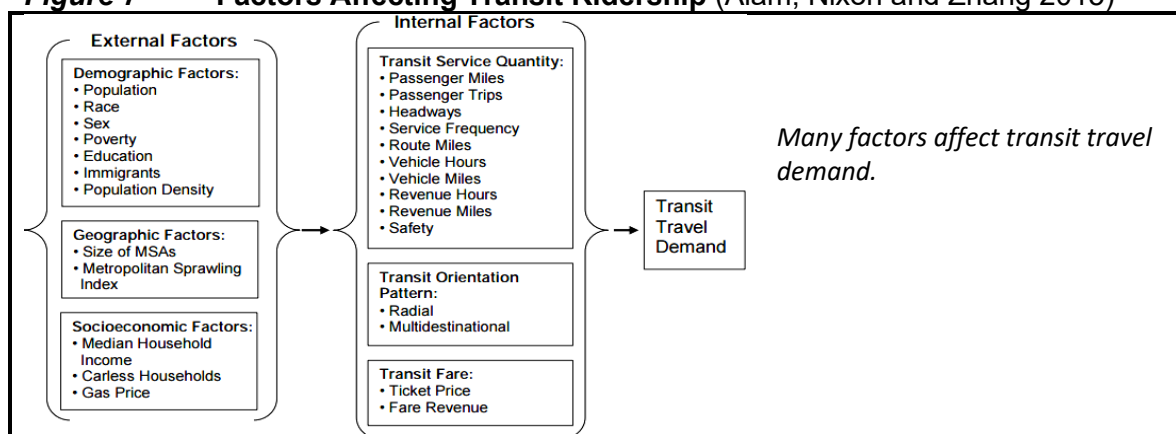 Factors Affecting Transit Ridership (Alam, Nixon and Zhang
External Factors
Demographic Factors:
• Population
• Race
• Sex
• Poverty
• Education
• Immigrants
• Population Density
Geographic Factors:
• Size of MSAs
• Metropolitan Sprawling
Index
Socioeconomic Factors:
• Median Household
Income
• Carless Households
• Gas Price
Internal Factors
Transit Service Quantity:
• Passenger Miles
• Passenger Trips
• Headways
• Service Frequency
• Route Miles
• Vehicle Hours
• Vehicle Miles
• Revenue Hours
• Revenue Miles
• Safety
Transit Orientation
Pattern:
• Radial
• Multidestinational
Transit Fare:
• Ticket Price
• Fare Revenue
Transit
Travel
Demand
Many factors affect transit travel
demand.